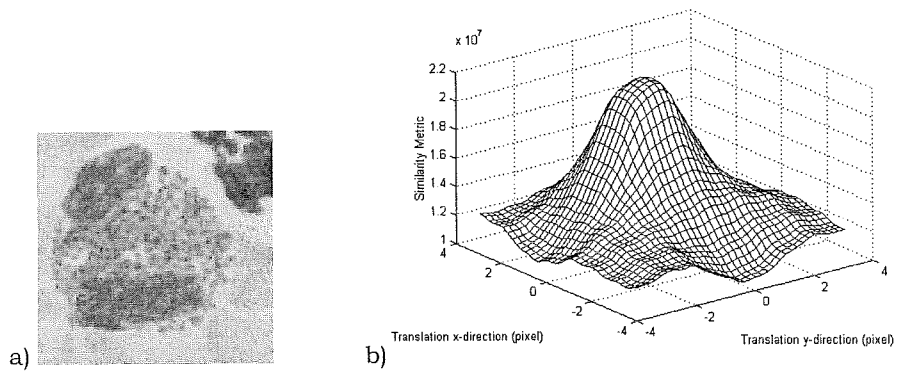 x 10^7
2.2
2
1.8
1.6
1.4
1.2
1
Similarity Metric
4
2
0
-2
-4
Translation x-direction (pixel)
-4
-2
0
2
4
Translation y-direction (pixel)
a)
b)